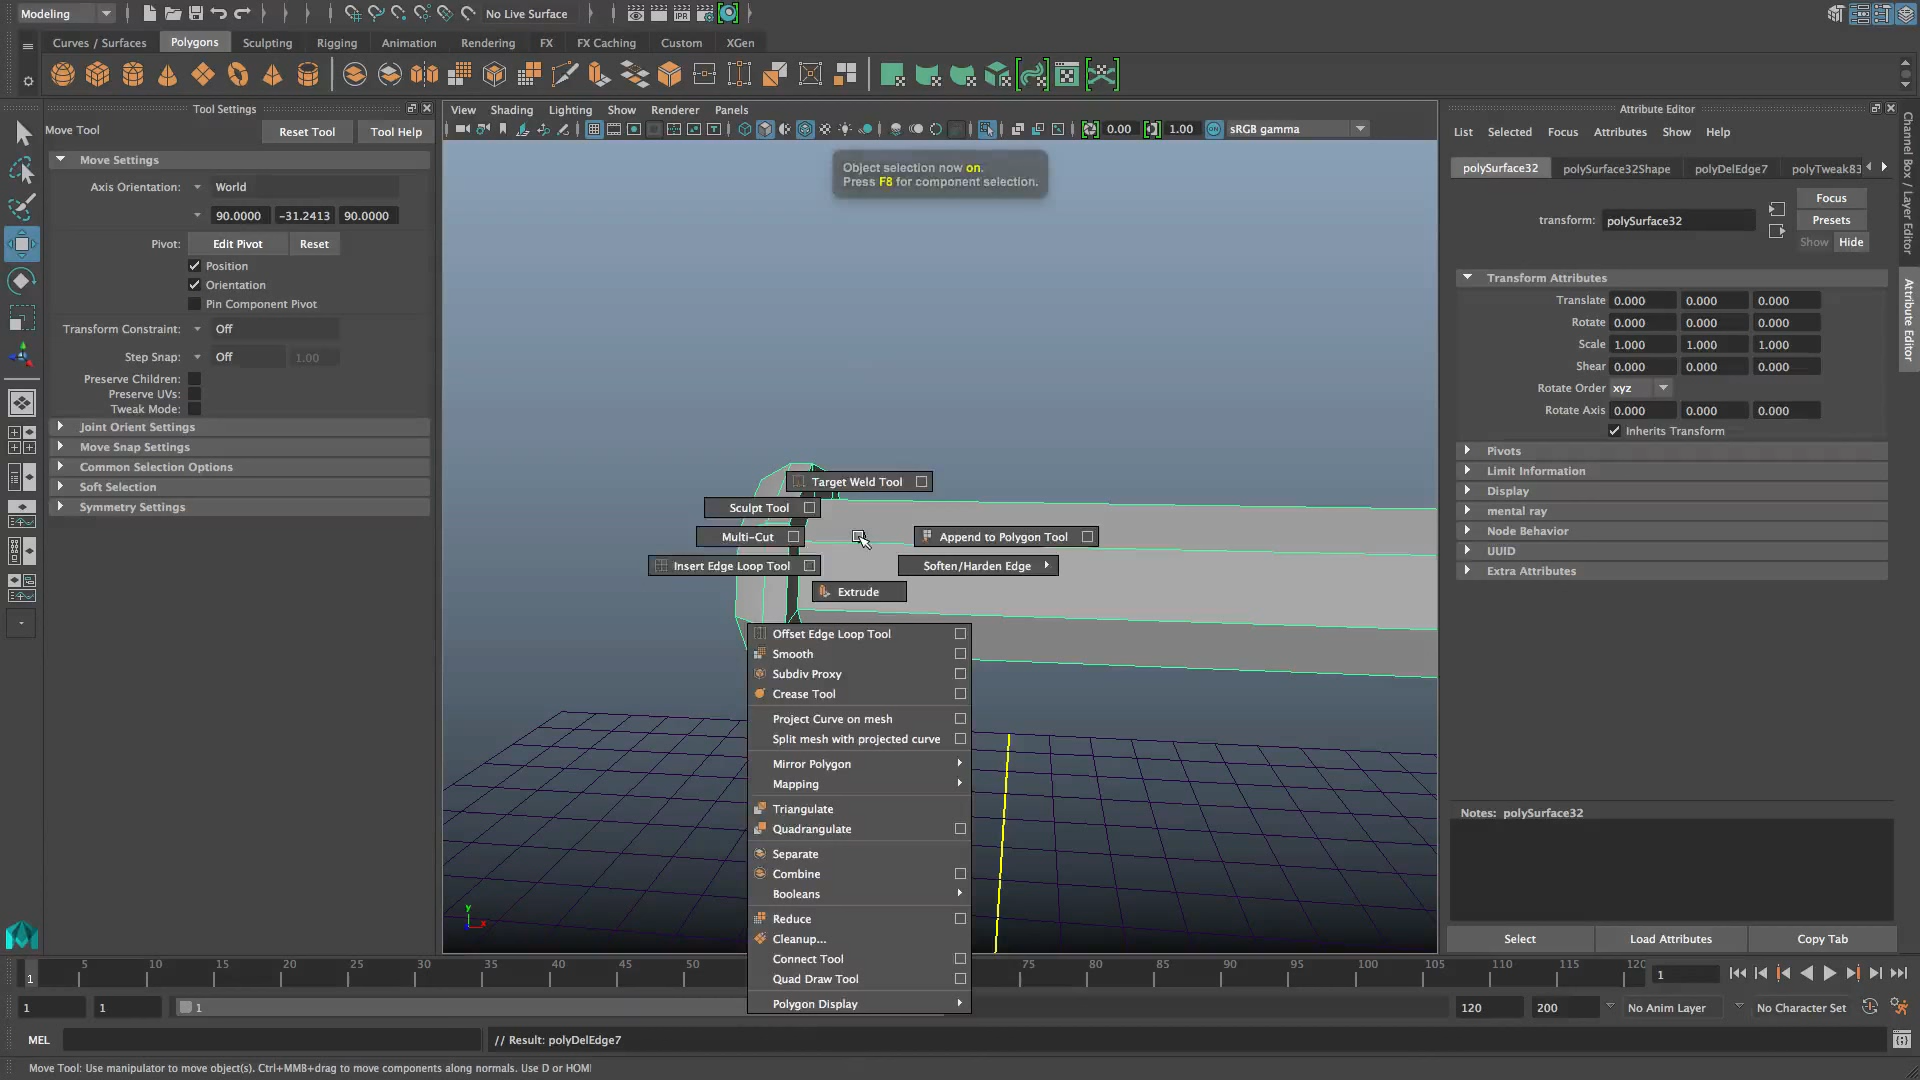 Modeling
No Live Surface
Curves / Surfaces
Polygons
Sculpting
Rigging
Animation
Rendering
FX
FX Caching
Custom
XGen
Tool Settings
Move Tool
Reset Tool
Tool Help
Move Settings
Axis Orientation:
World
90.0000
-31.2413
90.0000
Pivot:
Edit Pivot
Reset
Position
Orientation
Pin Component Pivot
Transform Constraint:
Off
Step Snap:
Off
1.00
Preserve Children:
Preserve UVs:
Tweak Mode:
Joint Orient Settings
Move Snap Settings
Common Selection Options
Soft Selection
Symmetry Settings
View
Shading
Lighting
Show
Renderer
Panels
0.00
1.00
sRGB gamma
Object selection now on.
Press F8 for component selection.
Target Weld Tool
Sculpt Tool
Multi-Cut
Append to Polygon Tool
Insert Edge Loop Tool
Soften/Harden Edge
Extrude
Offset Edge Loop Tool
Smooth
Subdiv Proxy
Crease Tool
Project Curve on mesh
Split mesh with projected curve
Mirror Polygon
Mapping
Triangulate
Quadrangulate
Separate
Combine
Booleans
Reduce
Cleanup...
Connect Tool
Quad Draw Tool
Polygon Display
y
x
Attribute Editor
List
Selected
Focus
Attributes
Show
Help
polySurface32
polySurface32Shape
polyDelEdge7
polyTweak83
transform:
polySurface32
Focus
Presets
Show
Hide
Transform Attributes
Translate
0.000
0.000
0.000
Rotate
0.000
0.000
0.000
Scale
1.000
1.000
1.000
Shear
0.000
0.000
0.000
Rotate Order
xyz
Rotate Axis
0.000
0.000
0.000
Inherits Transform
Pivots
Limit Information
Display
mental ray
Node Behavior
UUID
Extra Attributes
Notes: polySurface32
Select
Load Attributes
Copy Tab
Channel Box / Layer Editor
Attribute Editor
1
5
10
15
20
25
30
35
40
45
50
75
80
85
90
95
100
105
110
115
120
1
1
1
1
120
200
No Anim Layer
No Character Set
MEL
// Result: polyDelEdge7
Move Tool: Use manipulator to move object(s). Ctrl+MMB+drag to move components along normals. Use D or HOM